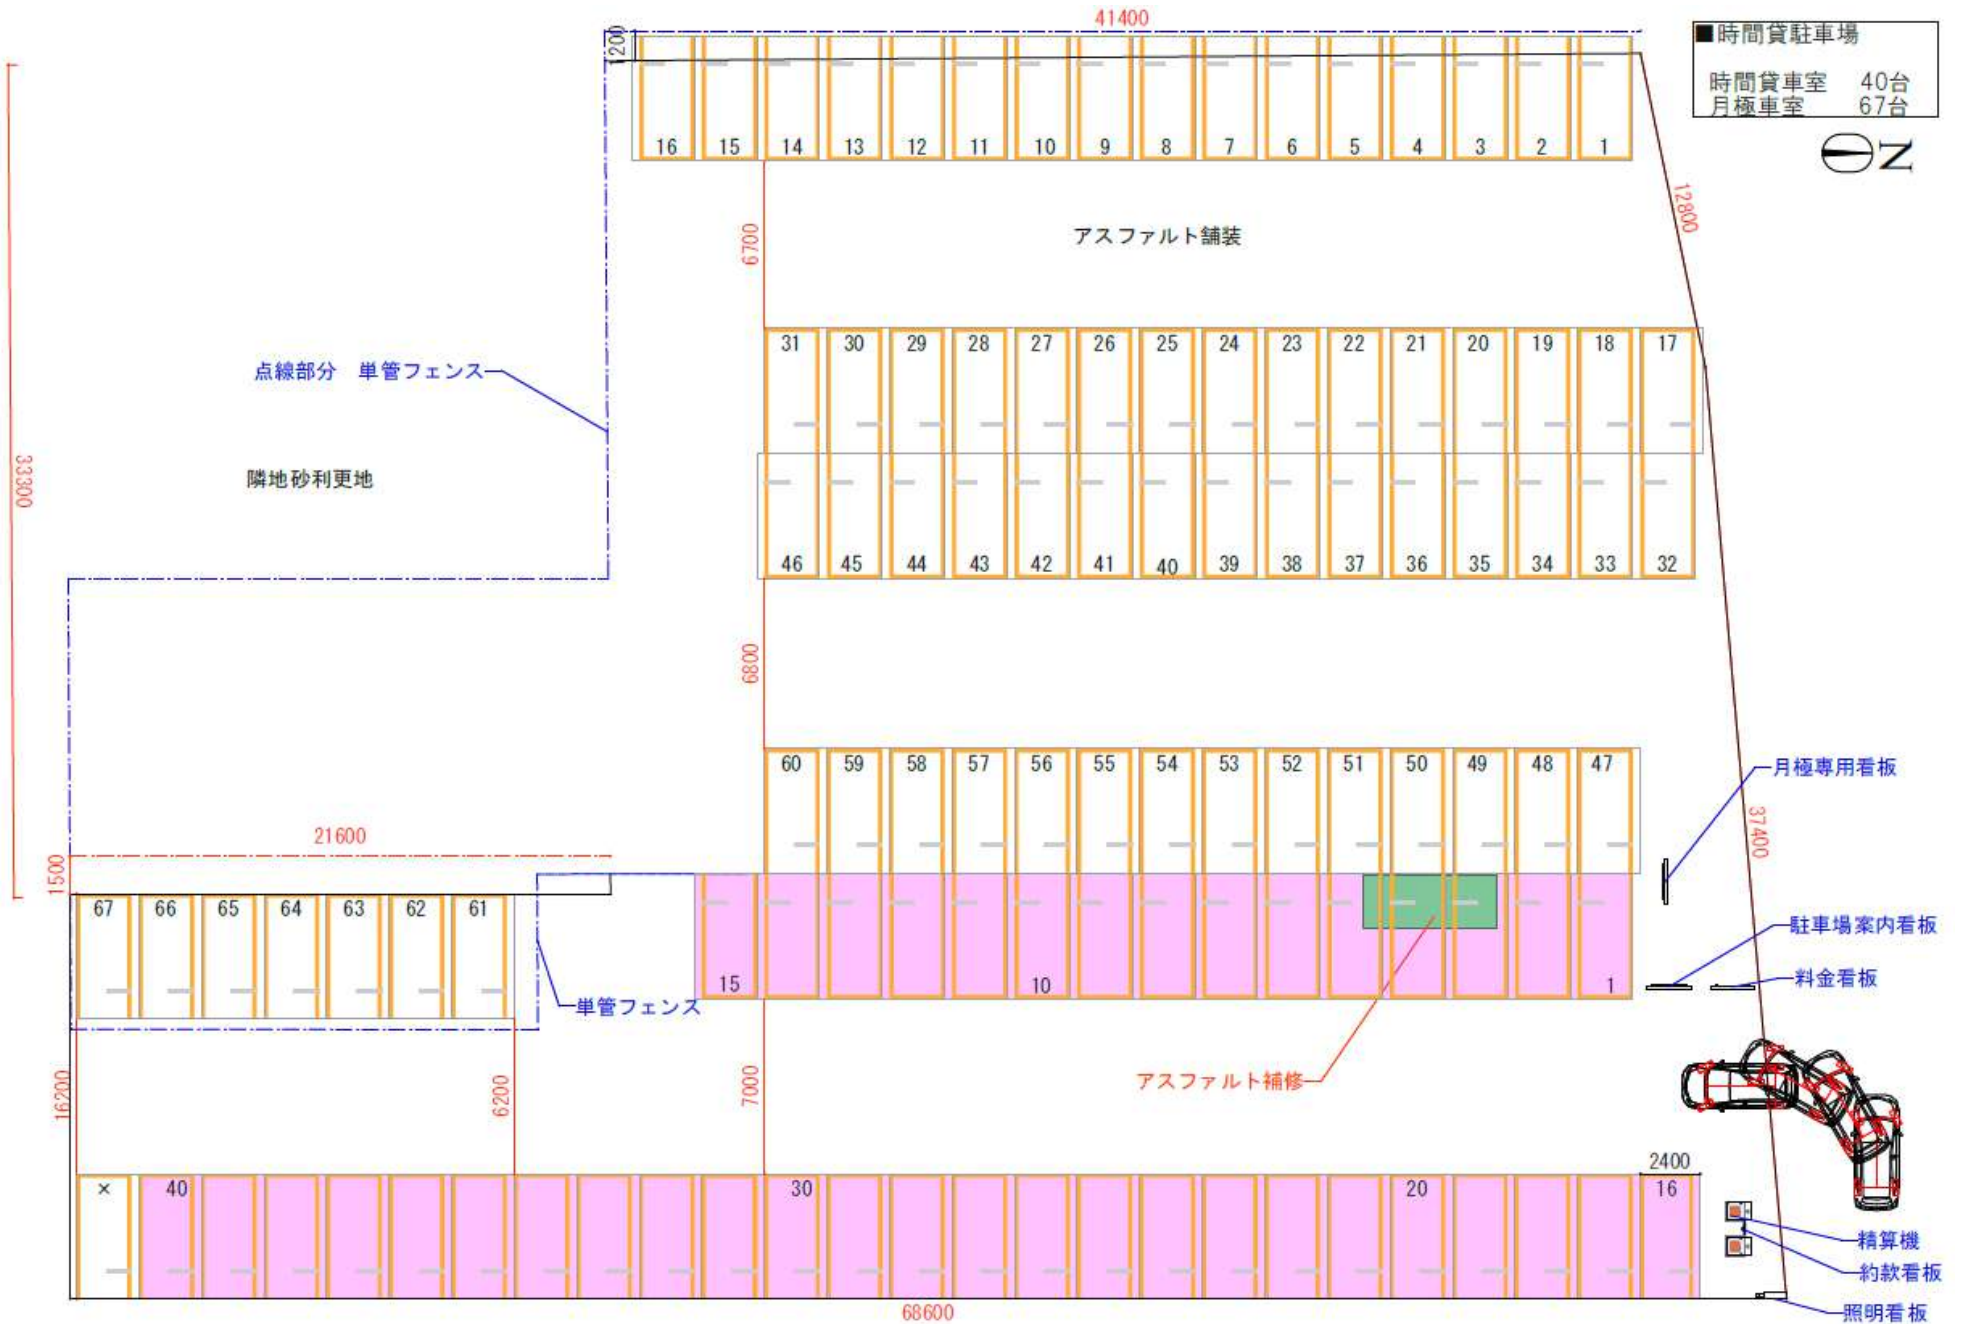 41400
1200
■時間貸駐車場
時間貸車室 40台
月極車室 67台
N
16 15 14 13 12 11 10 9 8 7 6 5 4 3 2 1
12800
6700
アスファルト舗装
31 30 29 28 27 26 25 24 23 22 21 20 19 18 17
点線部分 単管フェンス
33300
隣地砂利更地
46 45 44 43 42 41 40 39 38 37 36 35 34 33 32
6800
60 59 58 57 56 55 54 53 52 51 50 49 48 47
月極専用看板
37400
21600
1500
67 66 65 64 63 62 61
駐車場案内看板
15 10 1
料金看板
単管フェンス
16200
6200
7000
アスファルト補修
2400
× 40 30 20 16
精算機
約款看板
照明看板
68600